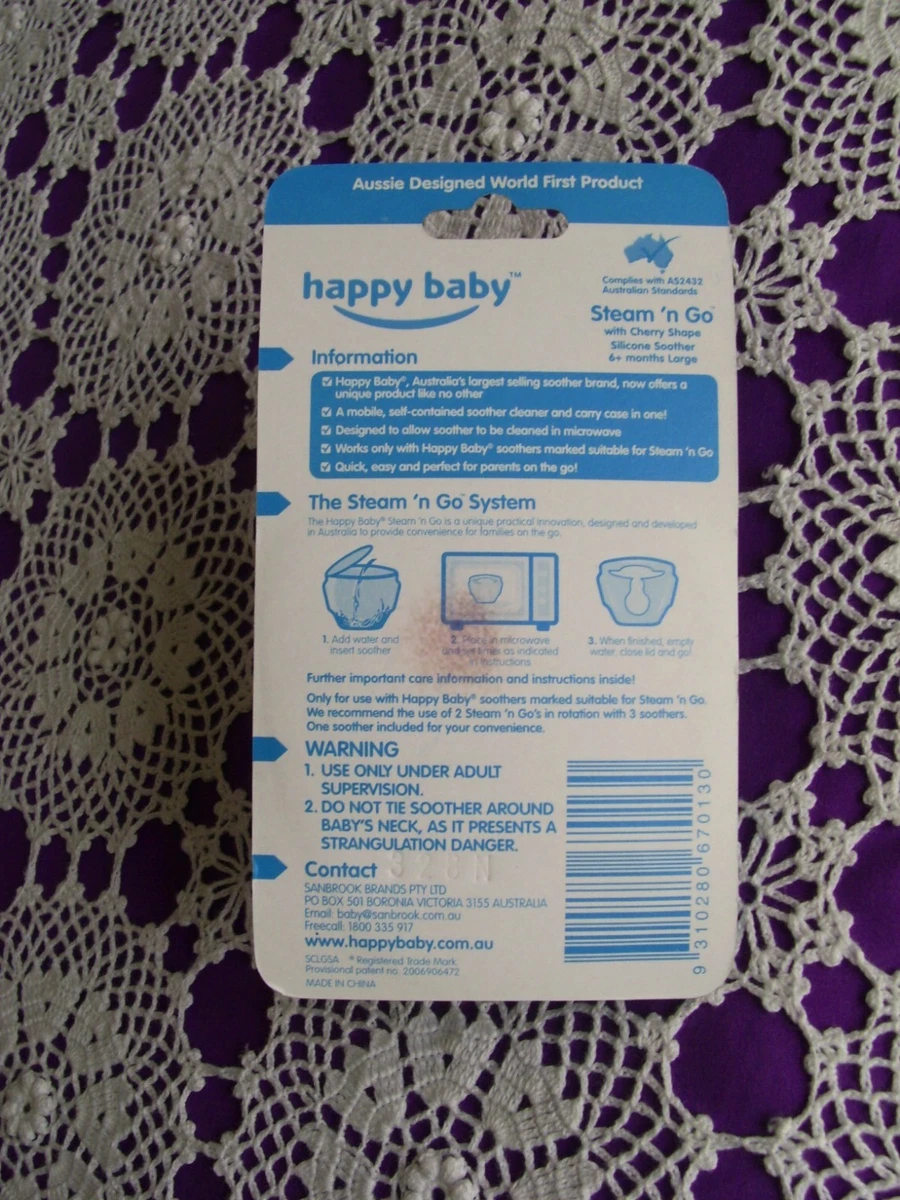 Aussie Designed World First Product
happy baby™
Complies with AS2432
Australian Standards
Steam 'n Go™
with Cherry Shape
Silicone Soother
6+ months Large
Information
Happy Baby®, Australia's largest selling soother brand, now offers a
unique product like no other
A mobile, self-contained soother cleaner and carry case in one!
Designed to allow soother to be cleaned in microwave
Works only with Happy Baby® soothers marked suitable for Steam 'n Go
Quick, easy and perfect for parents on the go!
The Steam 'n Go™ System
The Happy Baby® Steam 'n Go is a unique practical innovation, designed and developed
in Australia to provide convenience for families on the go.
1. Add water and
insert soother
2. Place in microwave
and set timer as indicated
in instructions
3. When finished, empty
water, close lid and go!
Further important care information and instructions inside!
Only for use with Happy Baby® soothers marked suitable for Steam 'n Go.
We recommend the use of 2 Steam 'n Go's in rotation with 3 soothers.
One soother included for your convenience.
WARNING
1. USE ONLY UNDER ADULT
SUPERVISION.
2. DO NOT TIE SOOTHER AROUND
BABY'S NECK, AS IT PRESENTS A
STRANGULATION DANGER.
Contact
SANBROOK BRANDS PTY LTD
PO BOX 501 BORONIA VICTORIA 3155 AUSTRALIA
Email: baby@sanbrook.com.au
Freecall: 1800 335 917
www.happybaby.com.au
SCLGSA ® Registered Trade Mark.
Provisional patent no. 2006906472
MADE IN CHINA
9 310280 670130